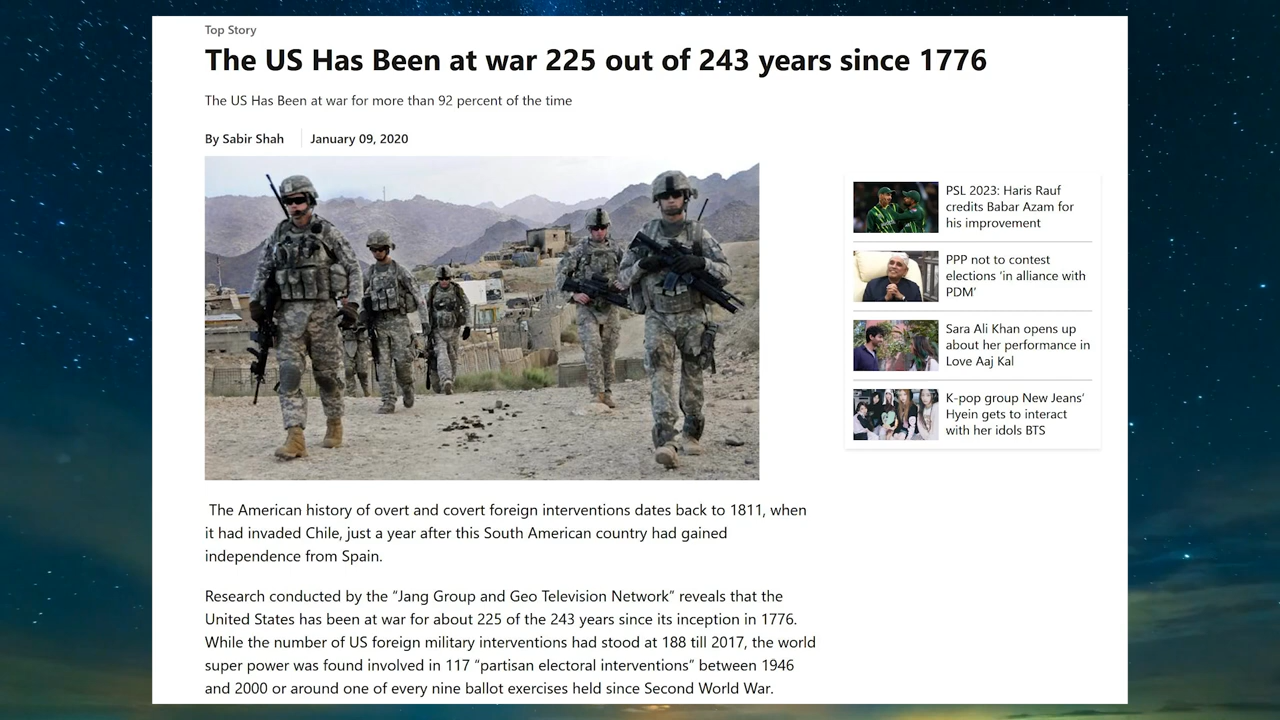 Top Story
The US Has Been at war 225 out of 243 years since 1776
The US Has Been at war for more than 92 percent of the time
By Sabir Shah
January 09, 2020
PSL 2023: Haris Rauf
credits Babar Azam for
his improvement
PPP not to contest
elections ‘in alliance with
PDM’
Sara Ali Khan opens up
about her performance in
Love Aaj Kal
K-pop group New Jeans’
Hyein gets to interact
with her idols BTS
The American history of overt and covert foreign interventions dates back to 1811, when
it had invaded Chile, just a year after this South American country had gained
independence from Spain.
Research conducted by the “Jang Group and Geo Television Network” reveals that the
United States has been at war for about 225 of the 243 years since its inception in 1776.
While the number of US foreign military interventions had stood at 188 till 2017, the world
super power was found involved in 117 “partisan electoral interventions” between 1946
and 2000 or around one of every nine ballot exercises held since Second World War.